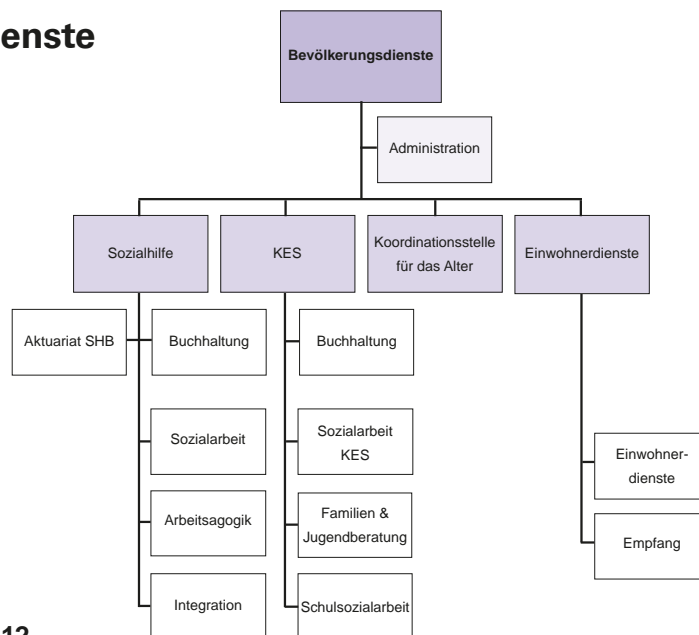 enste
Bevölkerungsdienste
Administration
Sozialhilfe
KES
Koordinationsstelle
für das Alter
Einwohnerdienste
Aktuariat SHB
Buchhaltung
Buchhaltung
Sozialarbeit
Sozialarbeit
KES
Einwohner-
dienste
Arbeitsagogik
Familien &
Jugendberatung
Empfang
Integration
Schulsozialarbeit